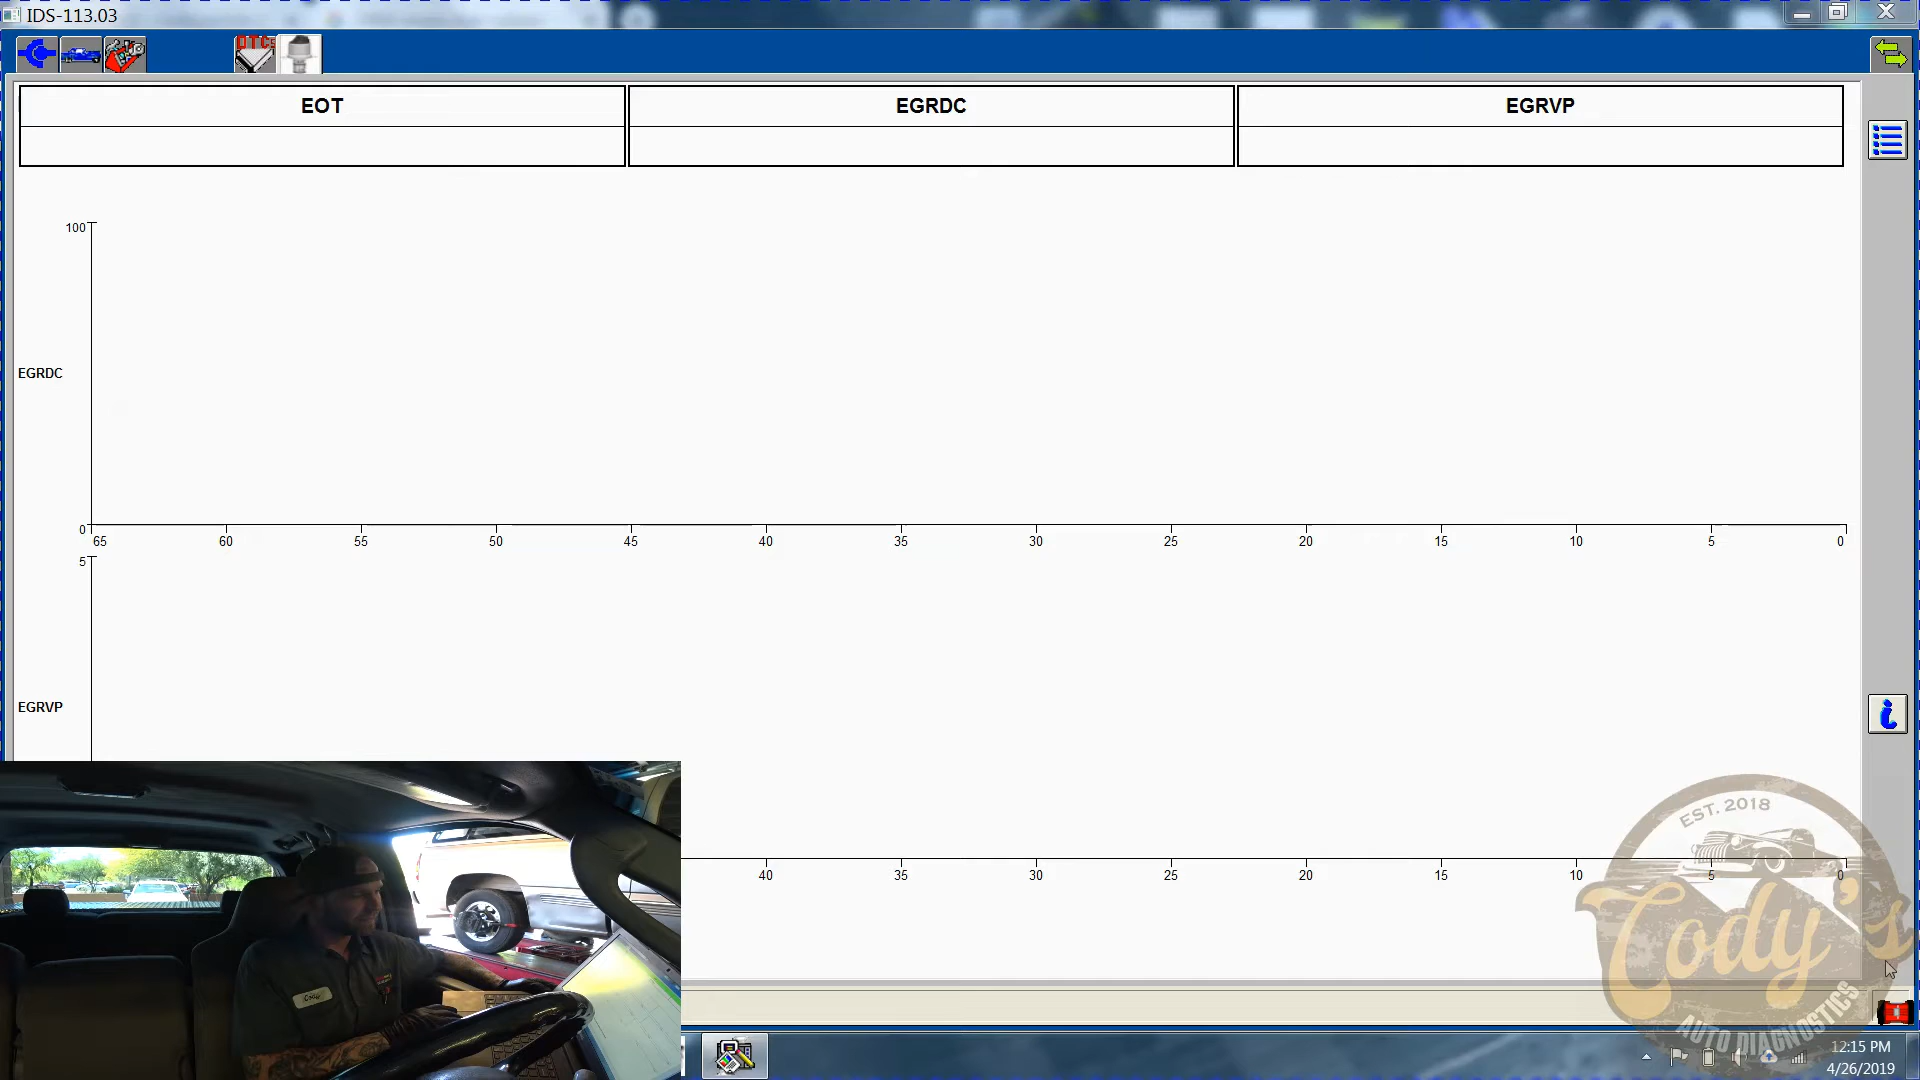 IDS-113.03
DTCs
EOT EGRDC EGRVP
100
EGRDC
0
65 60 55 50 45 40 35 30 25 20 15 10 5 0
5
EGRVP
40 35 30 25 20 15 10 5 0
EST. 2018
Cody's
AUTO DIAGNOSTICS
Cody
12:15 PM
4/26/2019